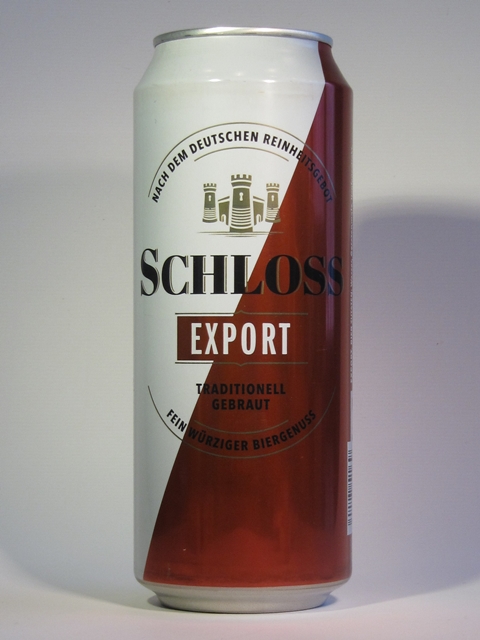 NACH DEM DEUTSCHEN REINHEITSGEBOT
SCHLOSS
EXPORT
TRADITIONELL
GEBRAUT
FEIN WÜRZIGER BIERGENUSS